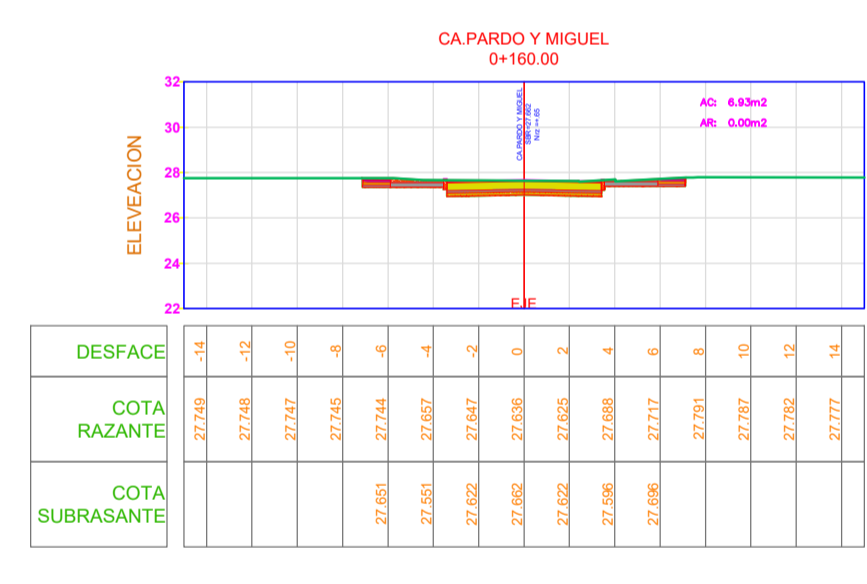 CA.PARDO Y MIGUEL
0+160.00
32
30
28
26
24
22
ELEVEACION
CA.PARDO Y MIGUEL
AC: 6.93m2
AR: 0.00m2
EJE
DESFACE -14 -12 -10 -8 -6 -4 -2 0 2 4 6 8 10 12 14
COTA
RAZANTE 27.749 27.748 27.747 27.745 27.744 27.657 27.647 27.636 27.625 27.688 27.717 27.791 27.787 27.782 27.777
COTA
SUBRASANTE 27.651 27.551 27.622 27.662 27.622 27.596 27.696